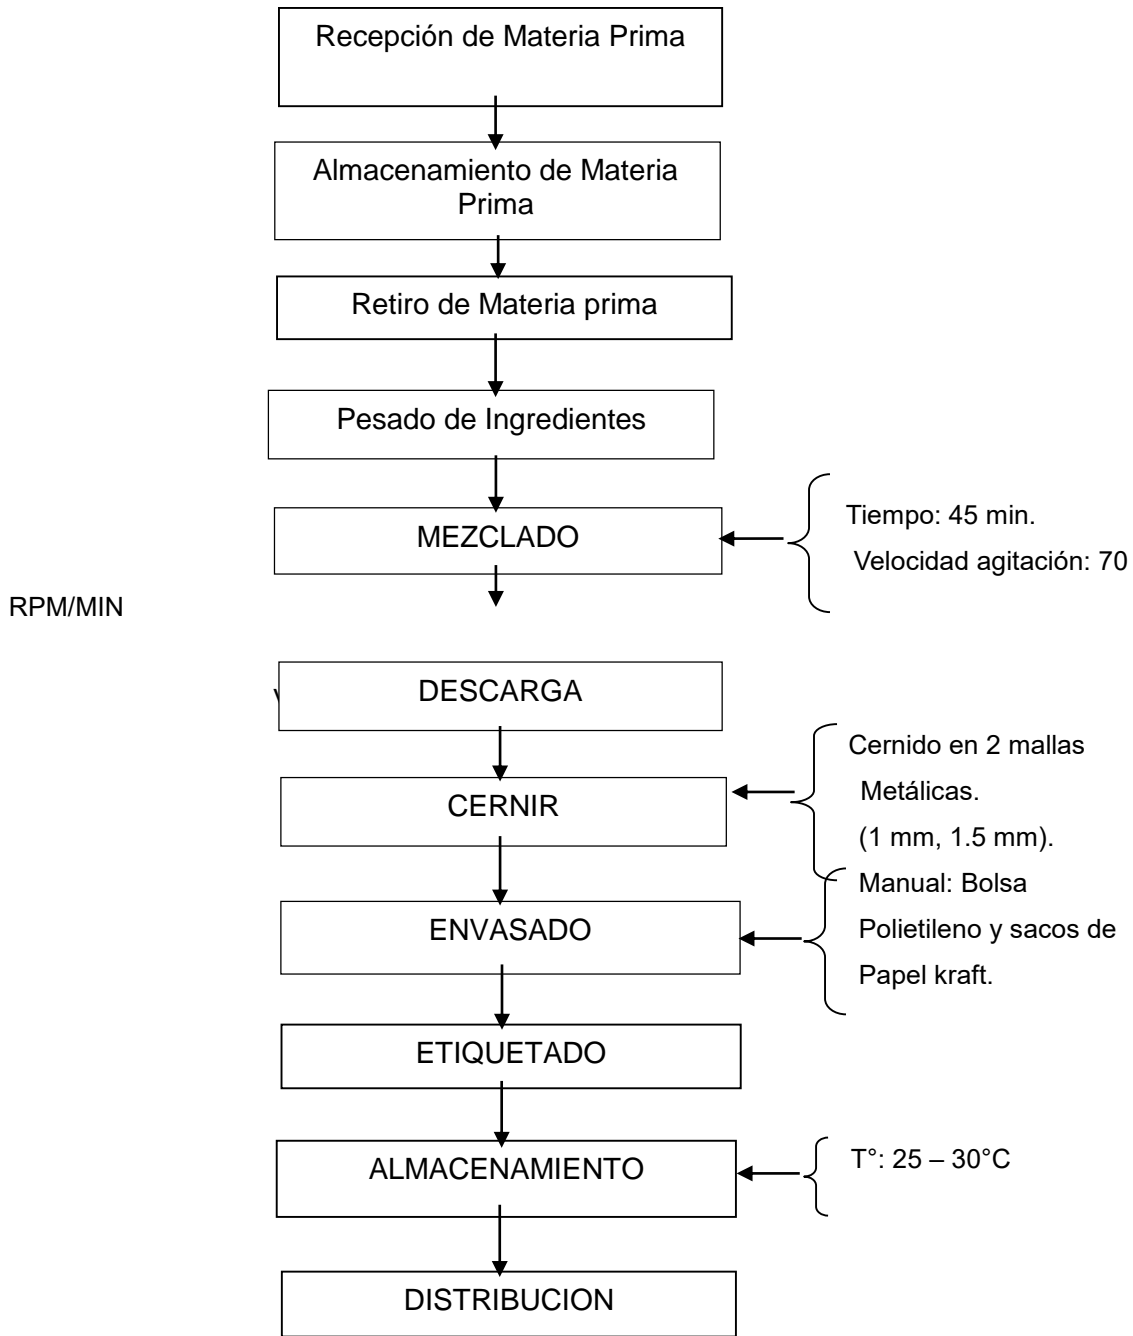 Recepción de Materia Prima
Almacenamiento de Materia
Prima
Retiro de Materia prima
Pesado de Ingredientes
MEZCLADO
Tiempo: 45 min.
Velocidad agitación: 70
RPM/MIN
DESCARGA
CERNIR
Cernido en 2 mallas
Metálicas.
(1 mm, 1.5 mm).
ENVASADO
Manual: Bolsa
Polietileno y sacos de
Papel kraft.
ETIQUETADO
ALMACENAMIENTO
T°: 25 – 30°C
DISTRIBUCION